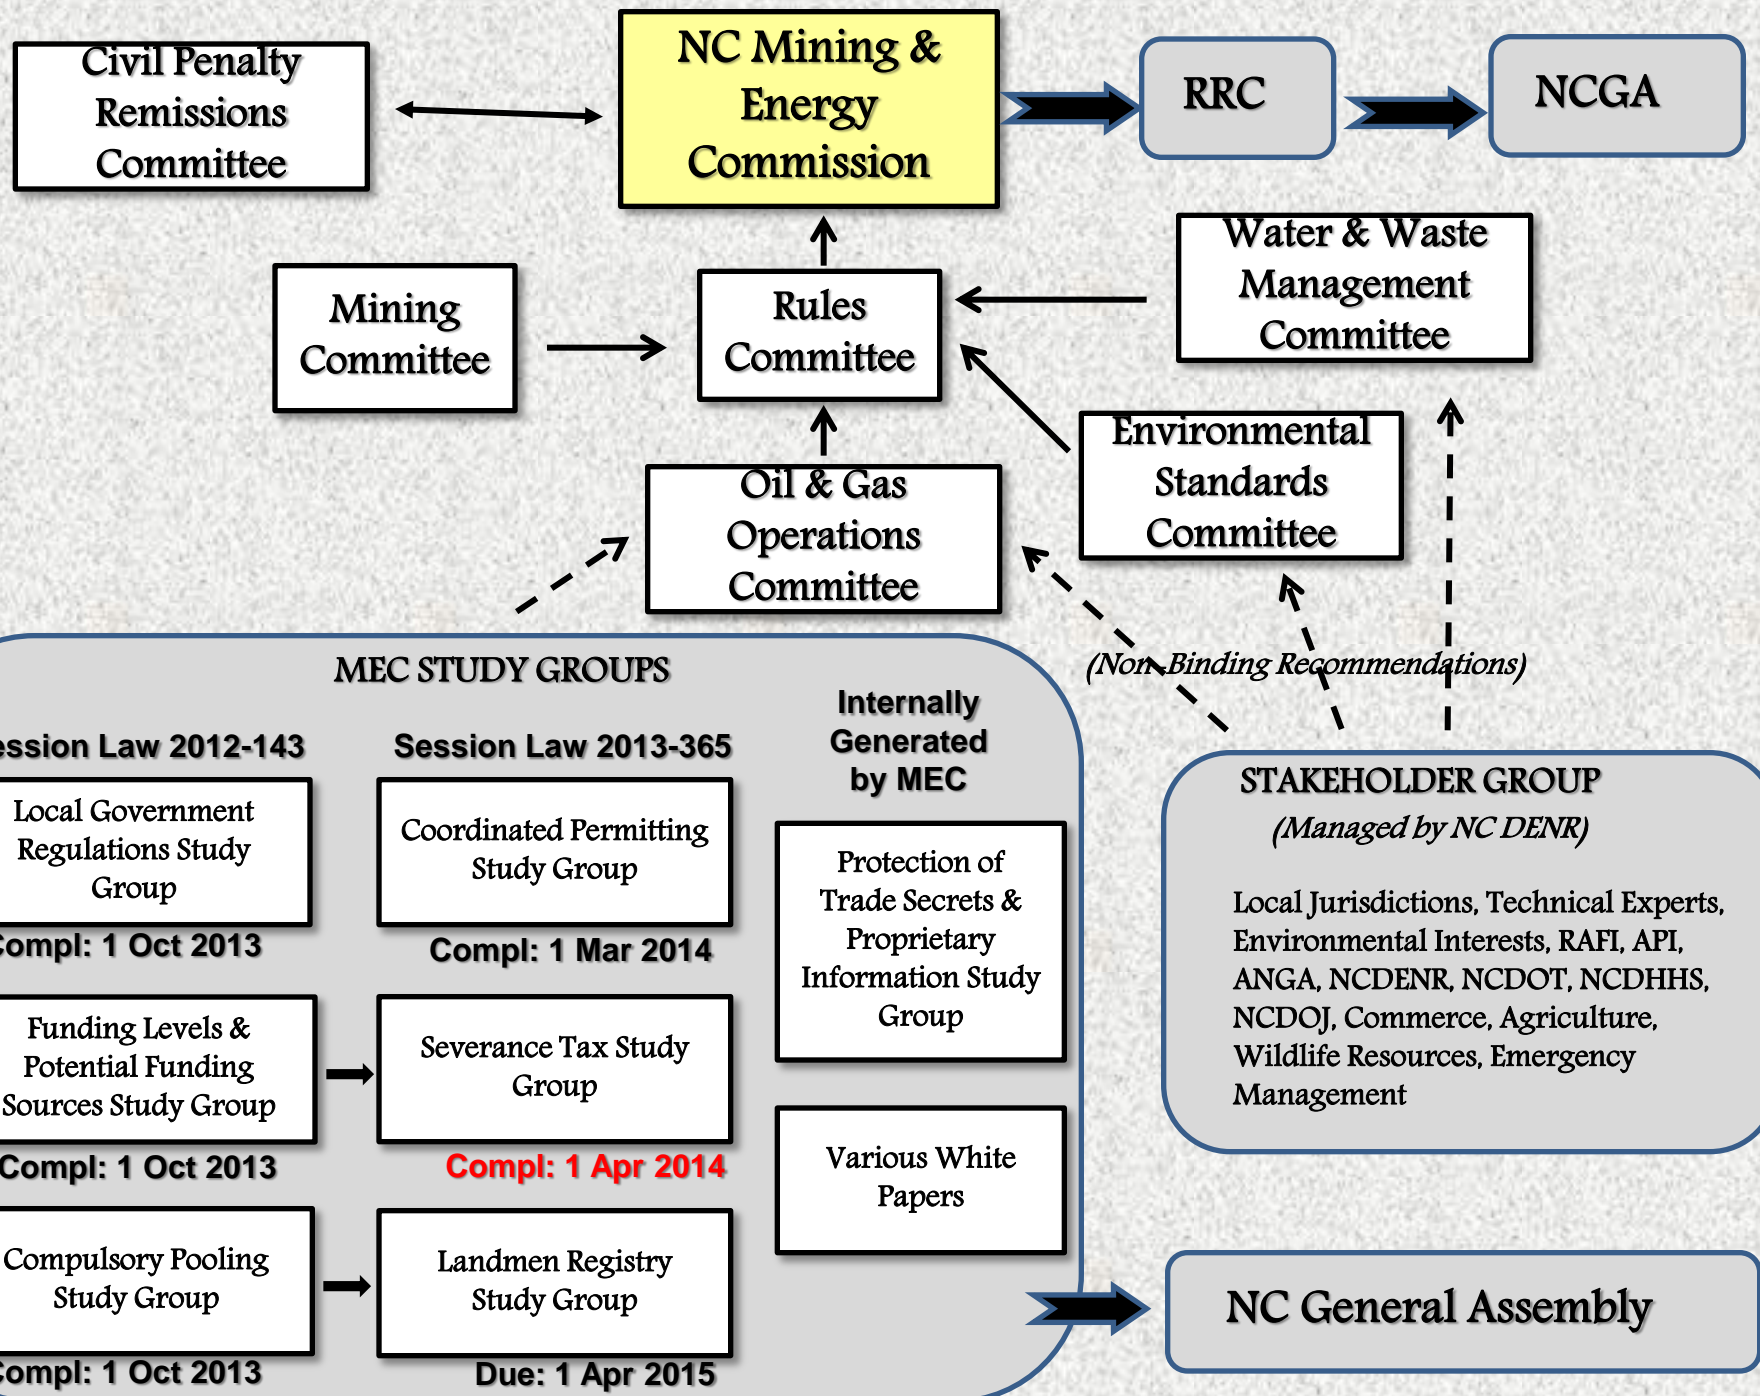 Civil Penalty
Remissions
Committee
NC Mining &
Energy
Commission
RRC
NCGA
Mining
Committee
Rules
Committee
Water & Waste
Management
Committee
Oil & Gas
Operations
Committee
Environmental
Standards
Committee
(Non-Binding Recommendations)
MEC STUDY GROUPS
ession Law 2012-143
Local Government
Regulations Study
Group
ompl: 1 Oct 2013
Funding Levels &
Potential Funding
Sources Study Group
Compl: 1 Oct 2013
Compulsory Pooling
Study Group
ompl: 1 Oct 2013
Session Law 2013-365
Coordinated Permitting
Study Group
Compl: 1 Mar 2014
Severance Tax Study
Group
Compl: 1 Apr 2014
Landmen Registry
Study Group
Due: 1 Apr 2015
Internally
Generated
by MEC
Protection of
Trade Secrets &
Proprietary
Information Study
Group
Various White
Papers
STAKEHOLDER GROUP
(Managed by NC DENR)
Local Jurisdictions, Technical Experts,
Environmental Interests, RAFI, API,
ANGA, NCDENR, NCDOT, NCDHHS,
NCDOJ, Commerce, Agriculture,
Wildlife Resources, Emergency
Management
NC General Assembly